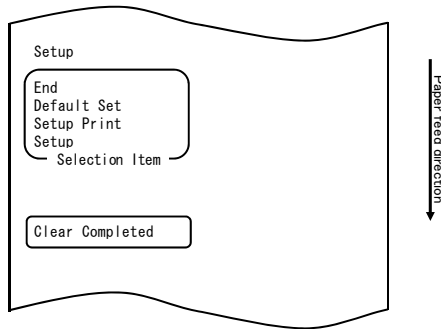 Setup
End
Default Set
Setup Print
Setup
Selection Item
Clear Completed
Paper feed direction